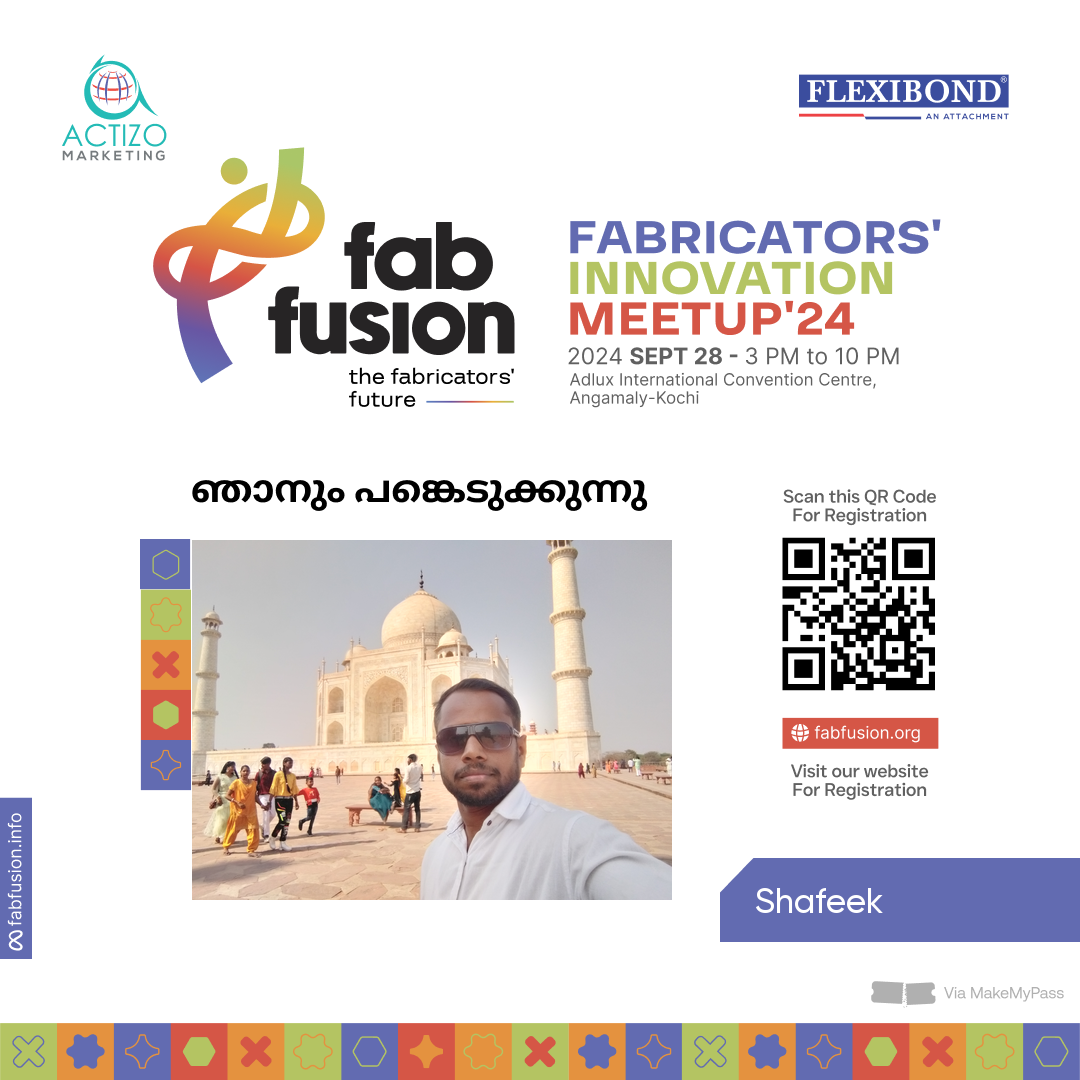 ACTIZO
MARKETING
FLEXIBOND®
AN ATTACHMENT
fab
fusion
the fabricators'
future
FABRICATORS'
INNOVATION
MEETUP'24
2024 SEPT 28 - 3 PM to 10 PM
Adlux International Convention Centre,
Angamaly-Kochi
ഞാനും പങ്കെടുക്കുന്നു
Scan this QR Code
For Registration
fabfusion.org
Visit our website
For Registration
fabfusion.info
Shafeek
Via MakeMyPass